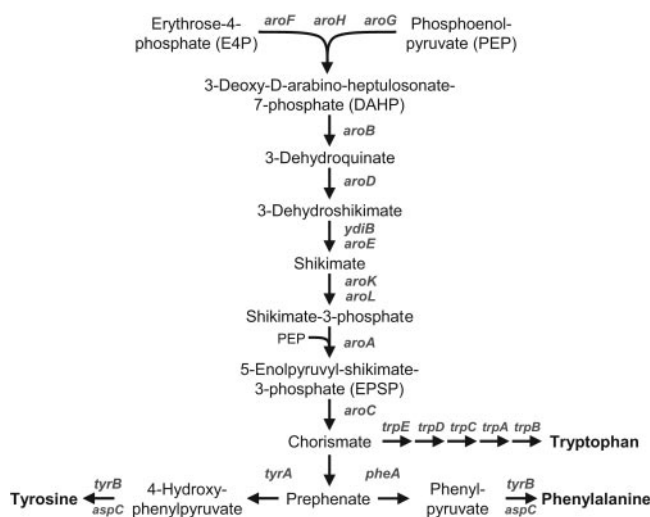 Erythrose-4-
phosphate (E4P)
aroF aroH aroG
Phosphoenol-
pyruvate (PEP)
3-Deoxy-D-arabino-heptulosonate-
7-phosphate (DAHP)
aroB
3-Dehydroquinate
aroD
3-Dehydroshikimate
ydiB
aroE
Shikimate
aroK
aroL
Shikimate-3-phosphate
PEP
aroA
5-Enolpyruvyl-shikimate-
3-phosphate (EPSP)
aroC
trpE trpD trpC trpA trpB
Chorismate
Tryptophan
Tyrosine
tyrB
aspC
4-Hydroxy-
phenylpyruvate
tyrA
Prephenate
pheA
Phenyl-
pyruvate
tyrB
aspC
Phenylalanine